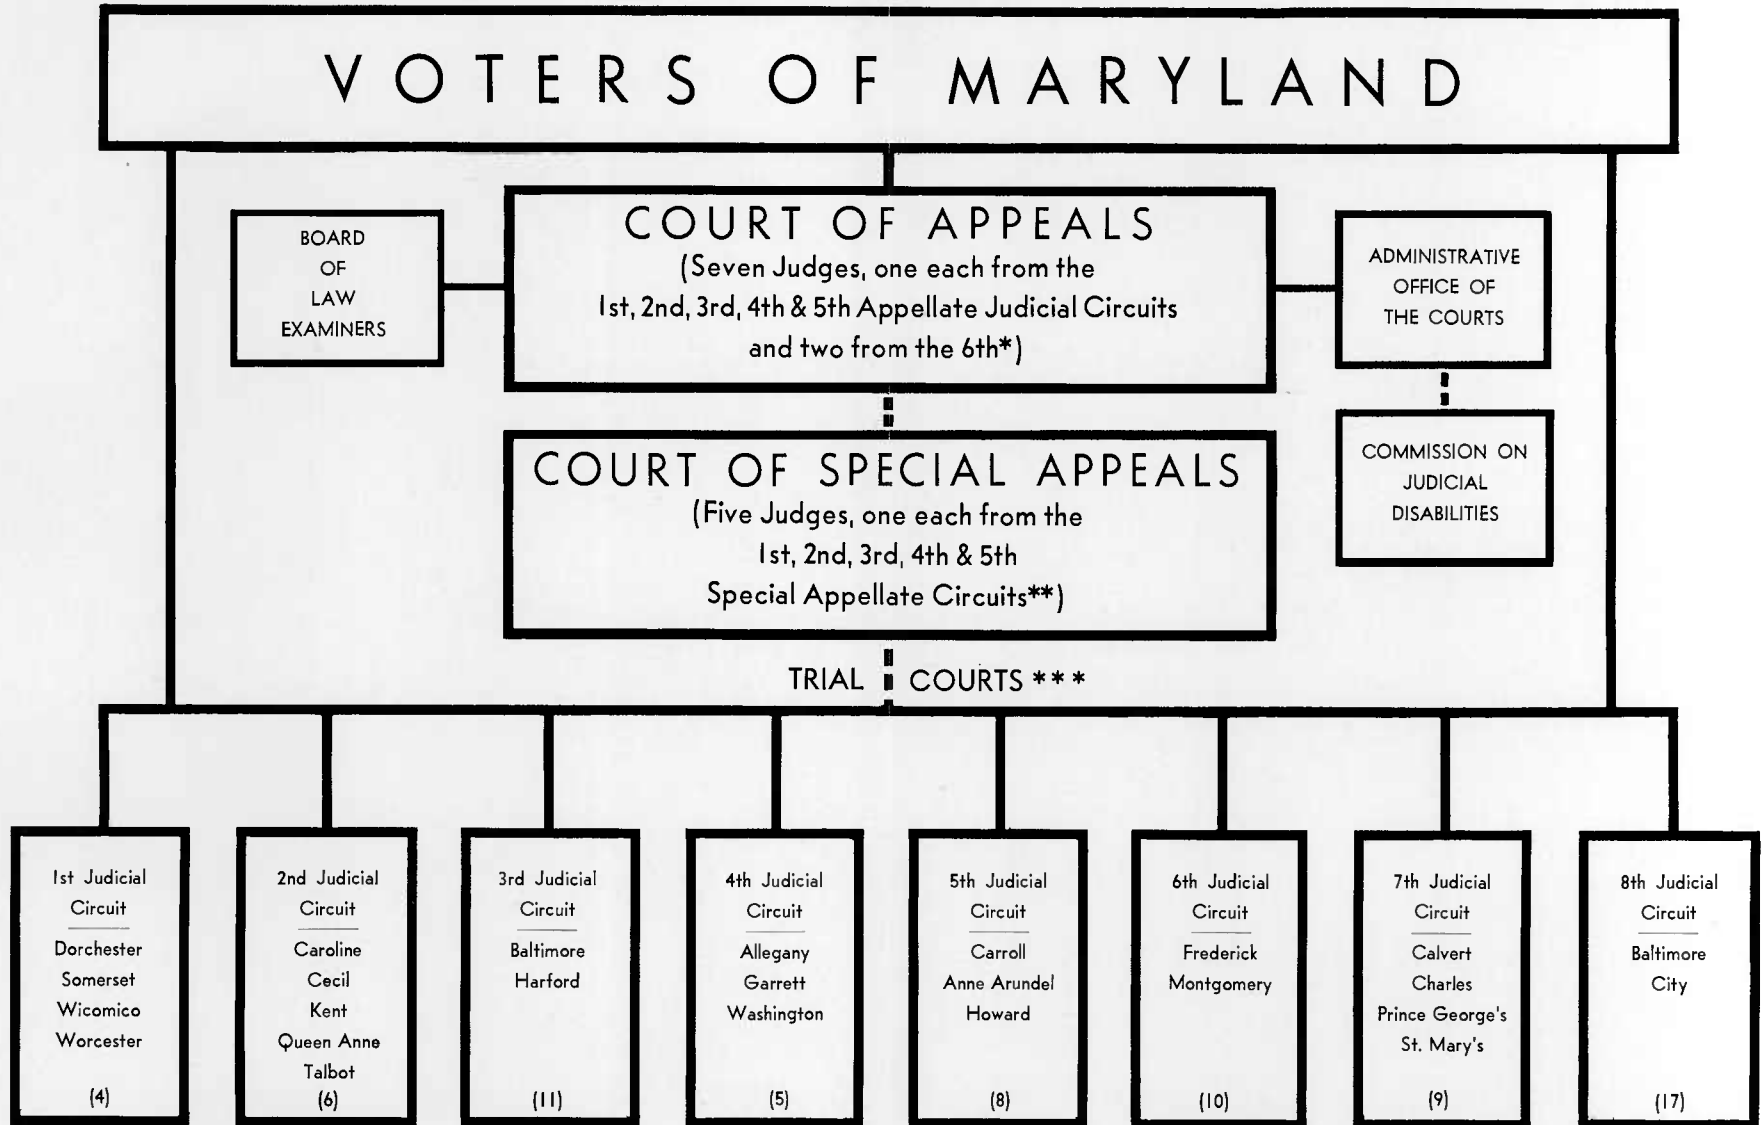 VOTERS OF MARYLAND
BOARD
OF
LAW
EXAMINERS
COURT OF APPEALS
(Seven Judges, one each from the
1st, 2nd, 3rd, 4th & 5th Appellate Judicial Circuits
and two from the 6th*)
ADMINISTRATIVE
OFFICE OF
THE COURTS
COURT OF SPECIAL APPEALS
(Five Judges, one each from the
1st, 2nd, 3rd, 4th & 5th
Special Appellate Circuits**)
COMMISSION ON
JUDICIAL
DISABILITIES
TRIAL COURTS ***
1st Judicial
Circuit
Dorchester
Somerset
Wicomico
Worcester
(4)
2nd Judicial
Circuit
Caroline
Cecil
Kent
Queen Anne
Talbot
(6)
3rd Judicial
Circuit
Baltimore
Harford
(11)
4th Judicial
Circuit
Allegany
Garrett
Washington
(5)
5th Judicial
Circuit
Carroll
Anne Arundel
Howard
(8)
6th Judicial
Circuit
Frederick
Montgomery
(10)
7th Judicial
Circuit
Calvert
Charles
Prince George's
St. Mary's
(9)
8th Judicial
Circuit
Baltimore
City
(17)